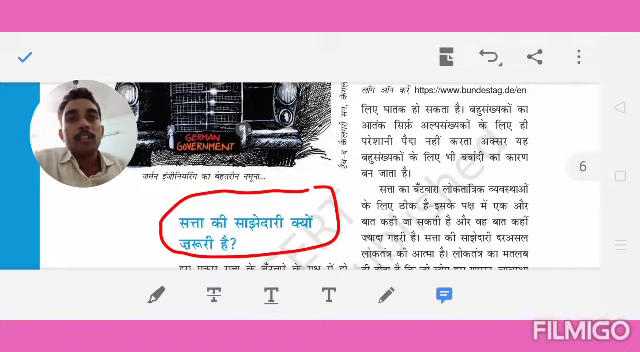 GERMAN
GOVERNMENT
जर्मन इंजीनियरिंग का बेहतरीन नमूना...
सत्ता की साझेदारी क्यों
ज़रूरी है?
लॉग ऑन करें https://www.bundestag.de/en
लिए घातक हो सकता है। बहुसंख्यकों का
आतंक सिर्फ़ अल्पसंख्यकों के लिए ही
परेशानी पैदा नहीं करता अक्सर यह
बहुसंख्यकों के लिए भी बर्बादी का कारण
बन जाता है।
सत्ता का बँटवारा लोकतांत्रिक व्यवस्थाओं
के लिए ठीक है-इसके पक्ष में एक और
बात कही जा सकती है और वह बात कहीं
ज्यादा गहरी है। सत्ता की साझेदारी दरअसल
लोकतंत्र की आत्मा है। लोकतंत्र का मतलब
6
FILMIGO